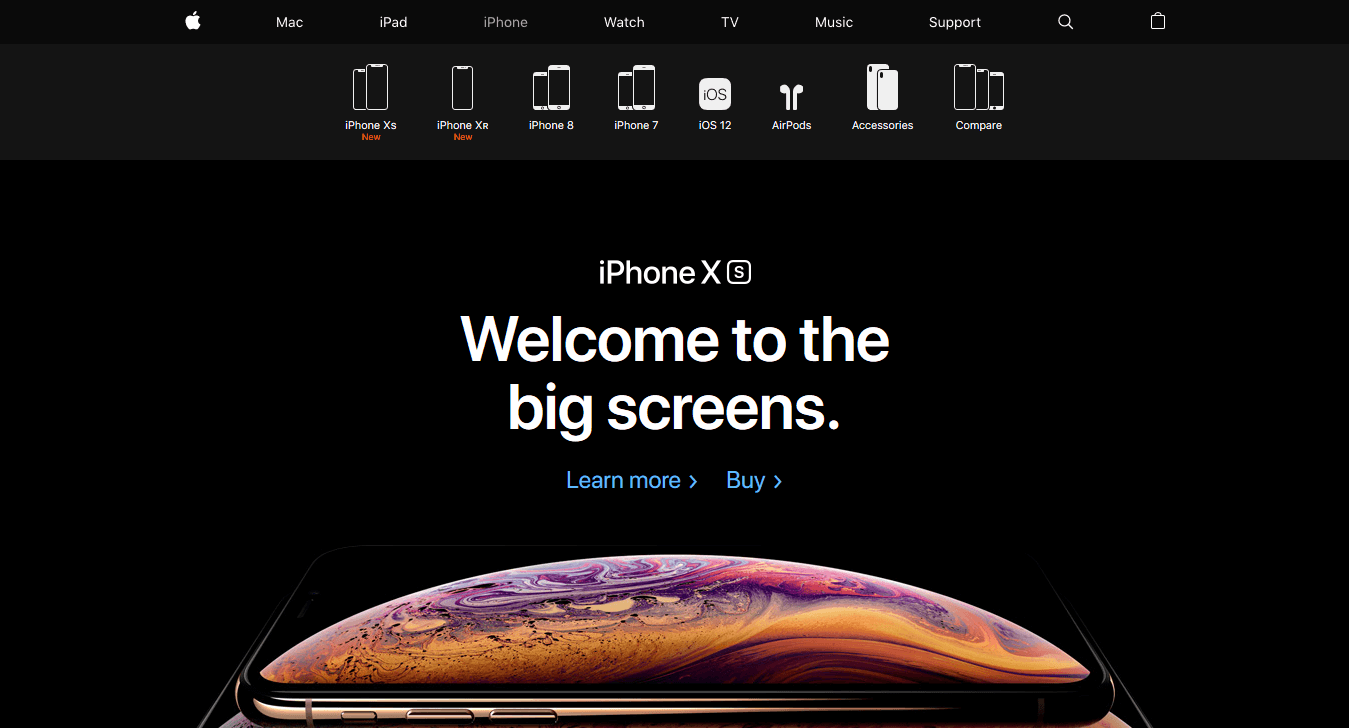 Mac iPad iPhone Watch TV Music Support
iPhone Xs iPhone XR iPhone 8 iPhone 7 iOS iOS 12 AirPods Accessories Compare
New New
iPhone X S
Welcome to the
big screens.
Learn more > Buy >